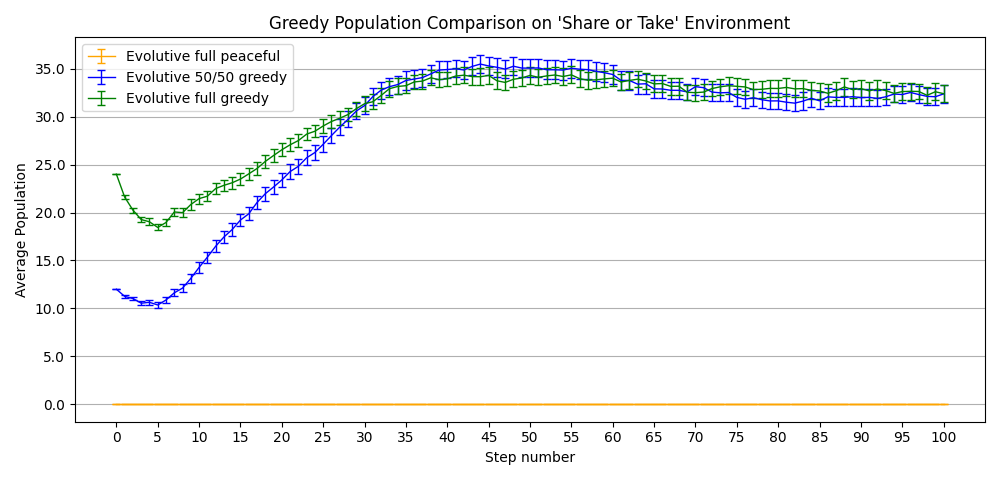 Greedy Population Comparison on 'Share or Take' Environment
Evolutive full peaceful
Evolutive 50/50 greedy
Evolutive full greedy
Average Population
35.0
30.0
25.0
20.0
15.0
10.0
5.0
0.0
0 5 10 15 20 25 30 35 40 45 50 55 60 65 70 75 80 85 90 95 100
Step number